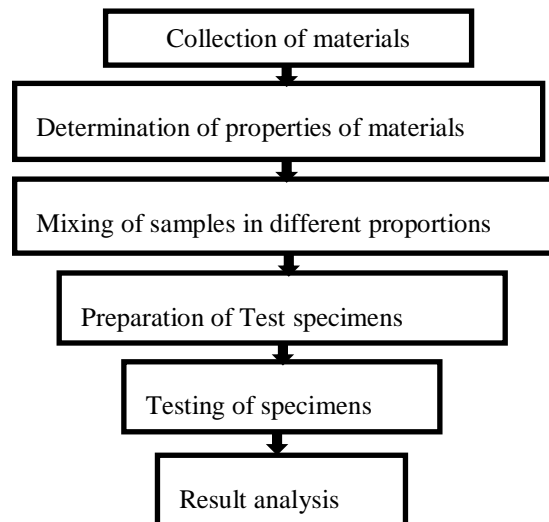 Collection of materials
Determination of properties of materials
Mixing of samples in different proportions
Preparation of Test specimens
Testing of specimens
Result analysis